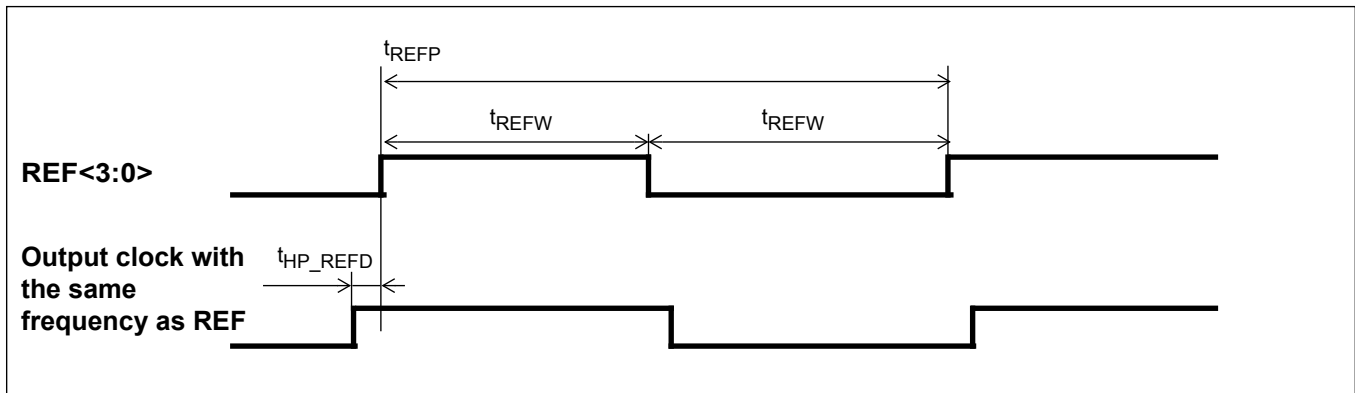 tREFP
tREFW
tREFW
REF<3:0>
Output clock with
the same
frequency as REF
tHP_REFD